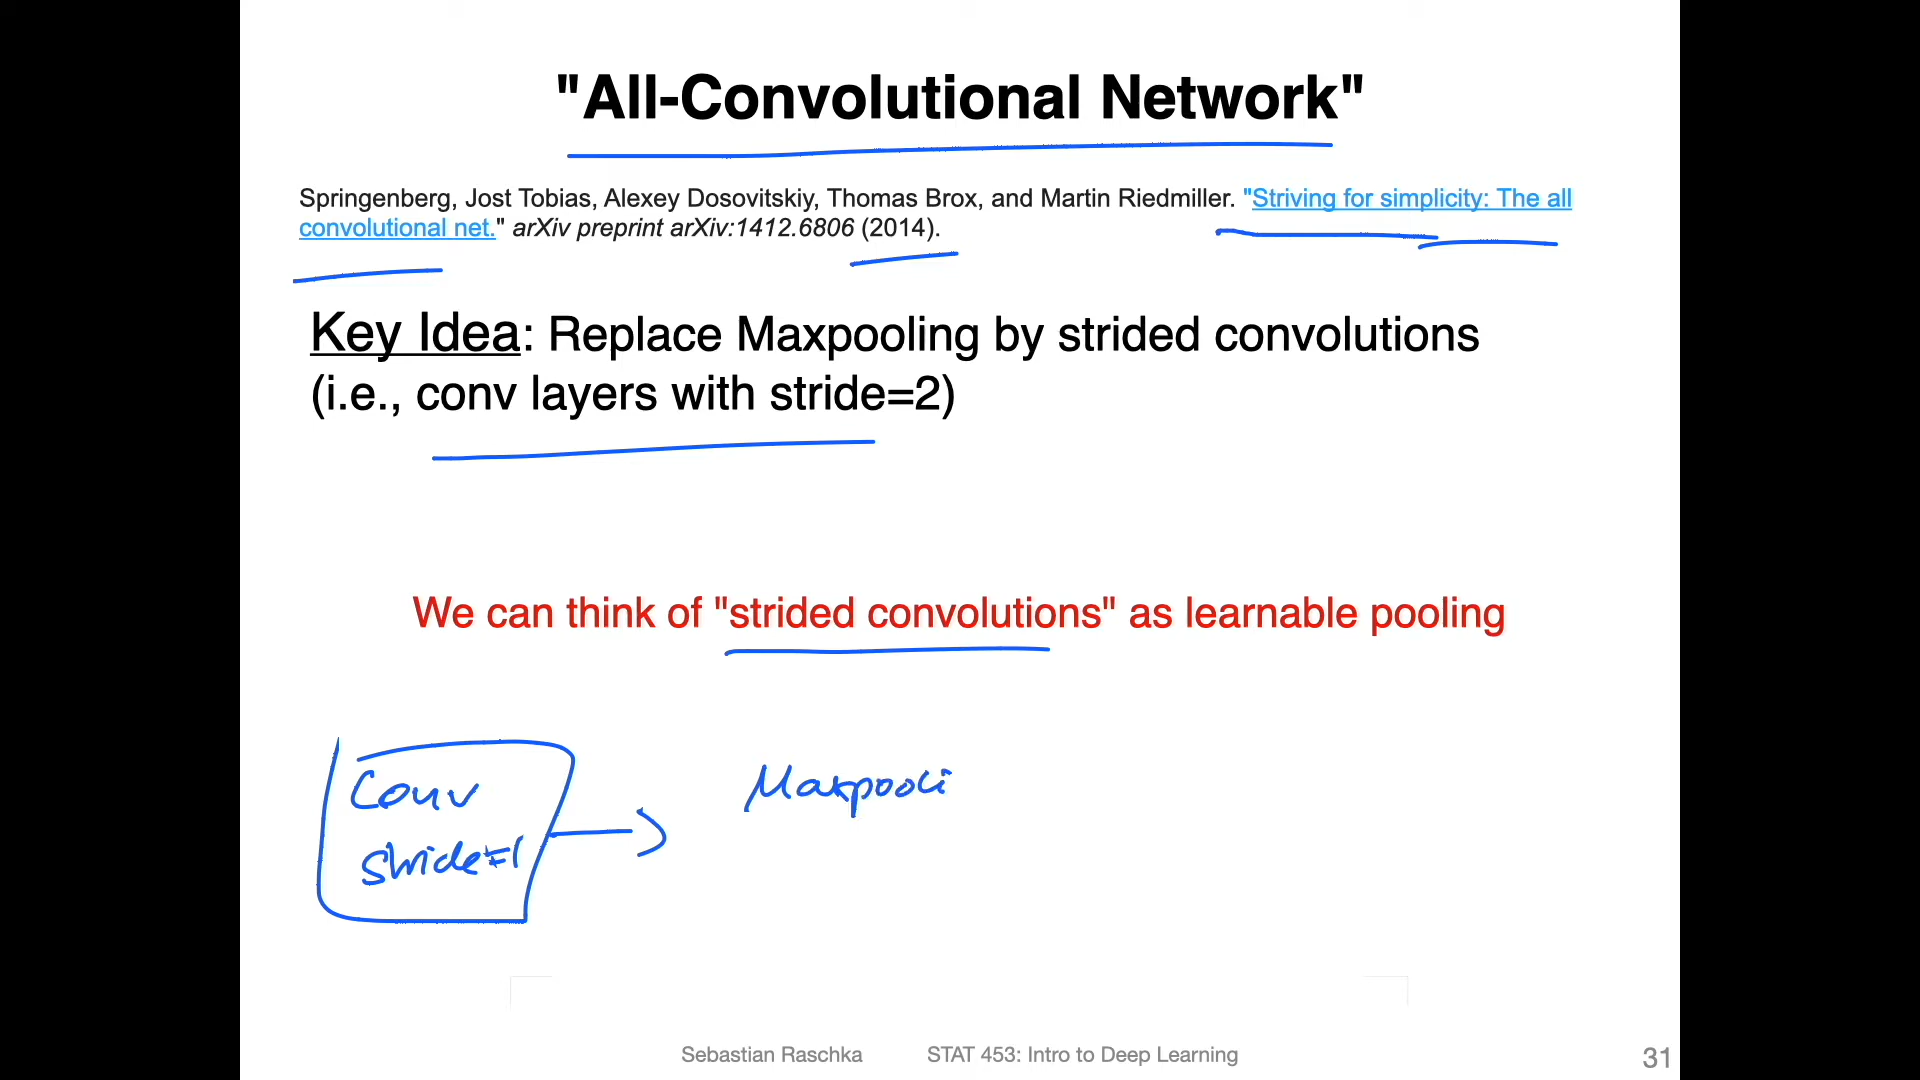 "All-Convolutional Network"
Springenberg, Jost Tobias, Alexey Dosovitskiy, Thomas Brox, and Martin Riedmiller. "Striving for simplicity: The all
convolutional net." arXiv preprint arXiv:1412.6806 (2014).
Key Idea: Replace Maxpooling by strided convolutions
(i.e., conv layers with stride=2)
We can think of "strided convolutions" as learnable pooling
Conv
stride=1
Maxpooli
Sebastian Raschka STAT 453: Intro to Deep Learning 31